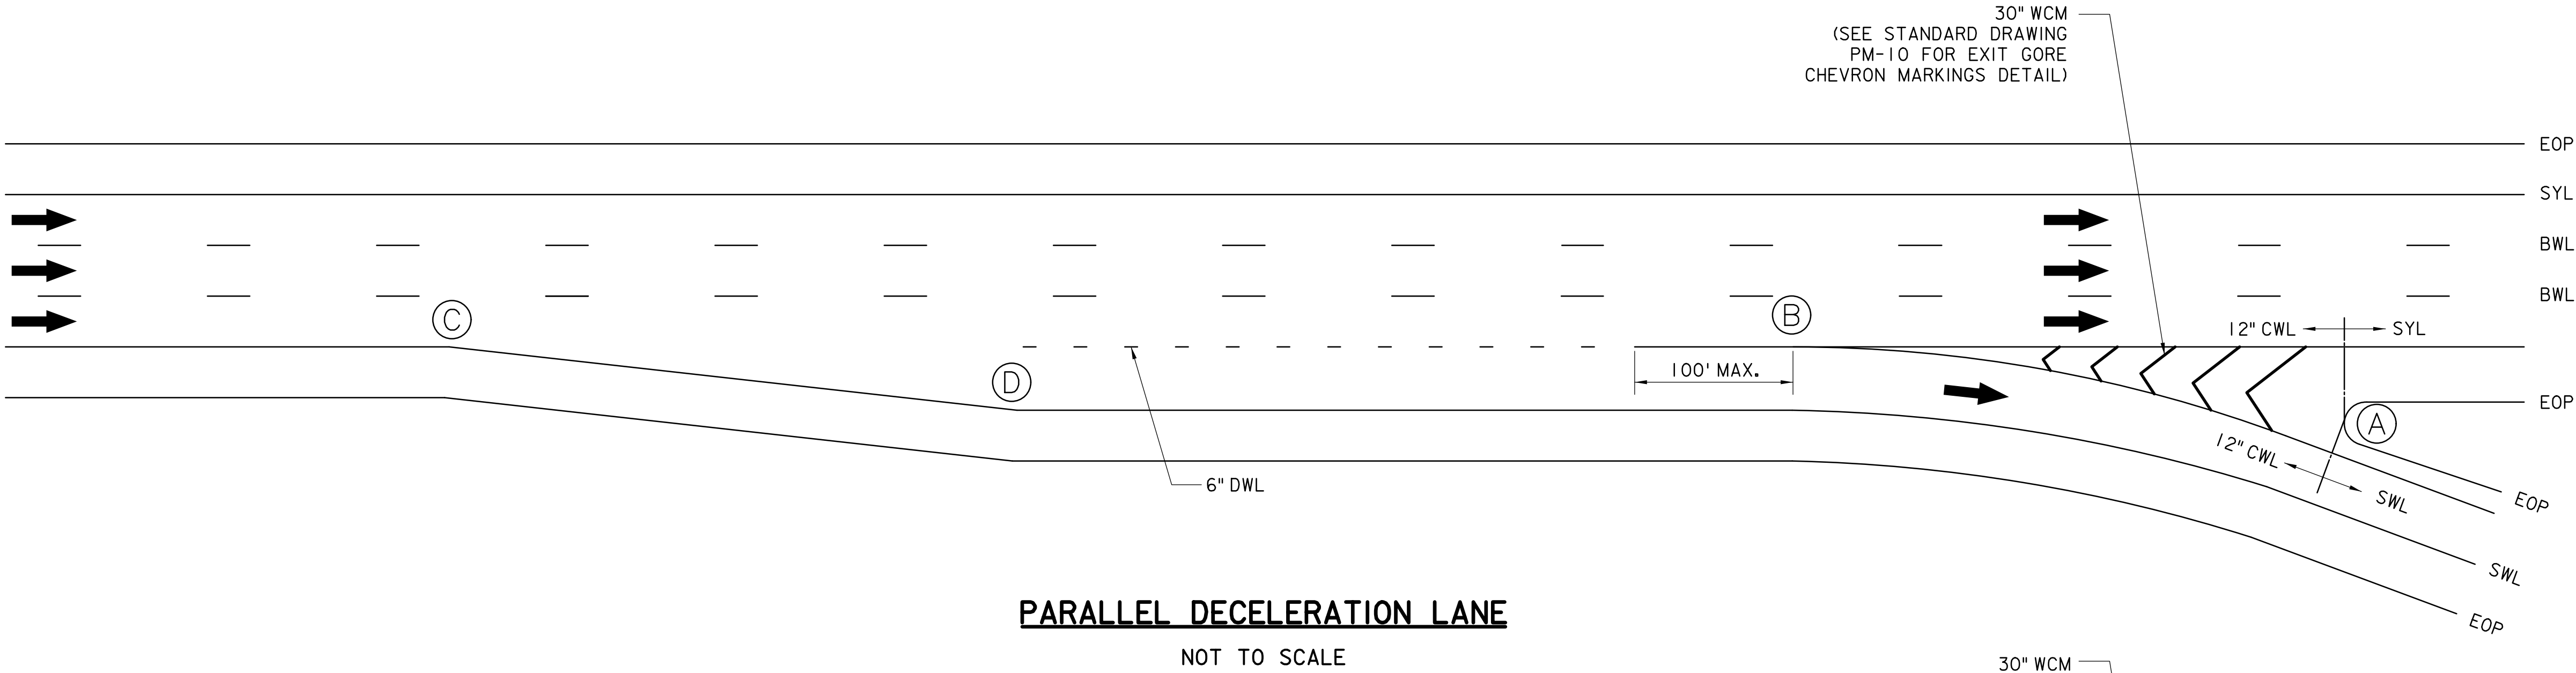 30" WCM
(SEE STANDARD DRAWING
PM-10 FOR EXIT GORE
CHEVRON MARKINGS DETAIL)
EOP
SYL
BWL
BWL
C
B
12" CWL
SYL
D
100' MAX.
A
EOP
12" CWL
SWL
EOP
6" DWL
SWL
EOP
PARALLEL DECELERATION LANE
NOT TO SCALE
30" WCM